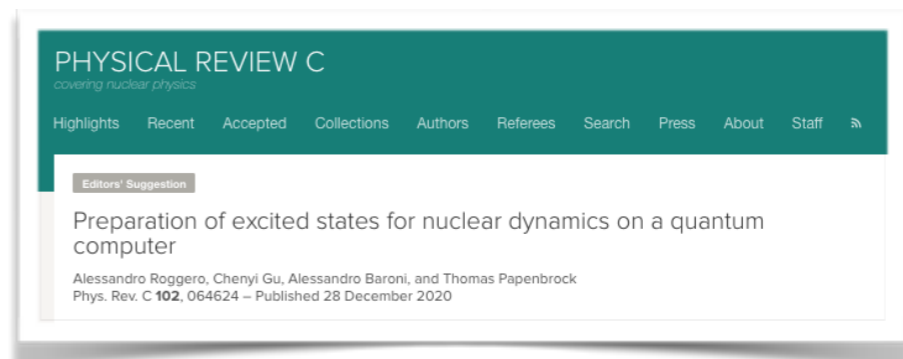 PHYSICAL REVIEW C
covering nuclear physics
Highlights Recent Accepted Collections Authors Referees Search Press About Staff
Editors' Suggestion
Preparation of excited states for nuclear dynamics on a quantum
computer
Alessandro Roggero, Chenyi Gu, Alessandro Baroni, and Thomas Papenbrock
Phys. Rev. C 102, 064624 – Published 28 December 2020